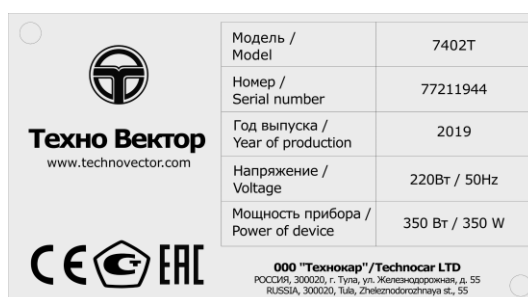 Техно Вектор
www.technovector.com
Модель /
Model
7402T
Номер /
Serial number
77211944
Год выпуска /
Year of production
2019
Напряжение /
Voltage
220Вт / 50Hz
Мощность прибора /
Power of device
350 Вт / 350 W
CE
EAC
ООО "Технокар"/Technocar LTD
РОССИЯ, 300020, г. Тула, ул. Железнодорожная, д. 55
RUSSIA, 300020, Tula, Zheleznodorozhnaya st., 55